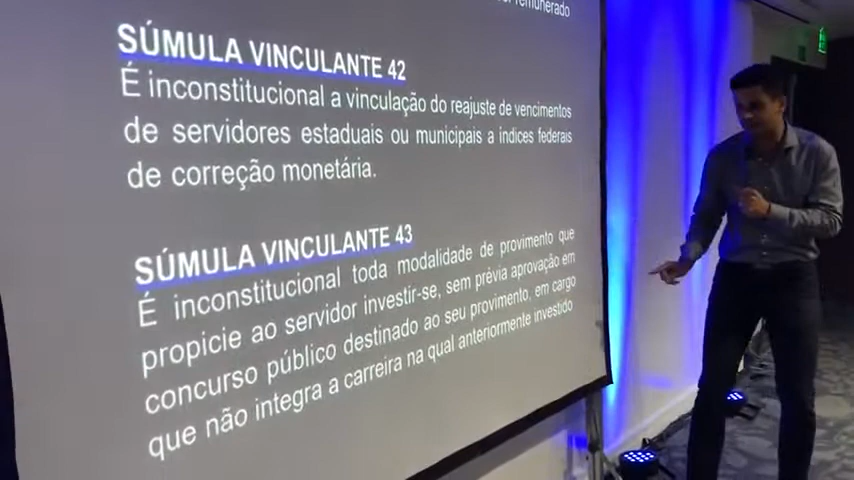 remunerado
SÚMULA VINCULANTE 42
É inconstitucional a vinculação do reajuste de vencimentos
de servidores estaduais ou municipais a índices federais
de correção monetária.
SÚMULA VINCULANTE 43
É inconstitucional toda modalidade de provimento que
propicie ao servidor investir-se, sem prévia aprovação em
concurso público destinado ao seu provimento, em cargo
que não integra a carreira na qual anteriormente investido